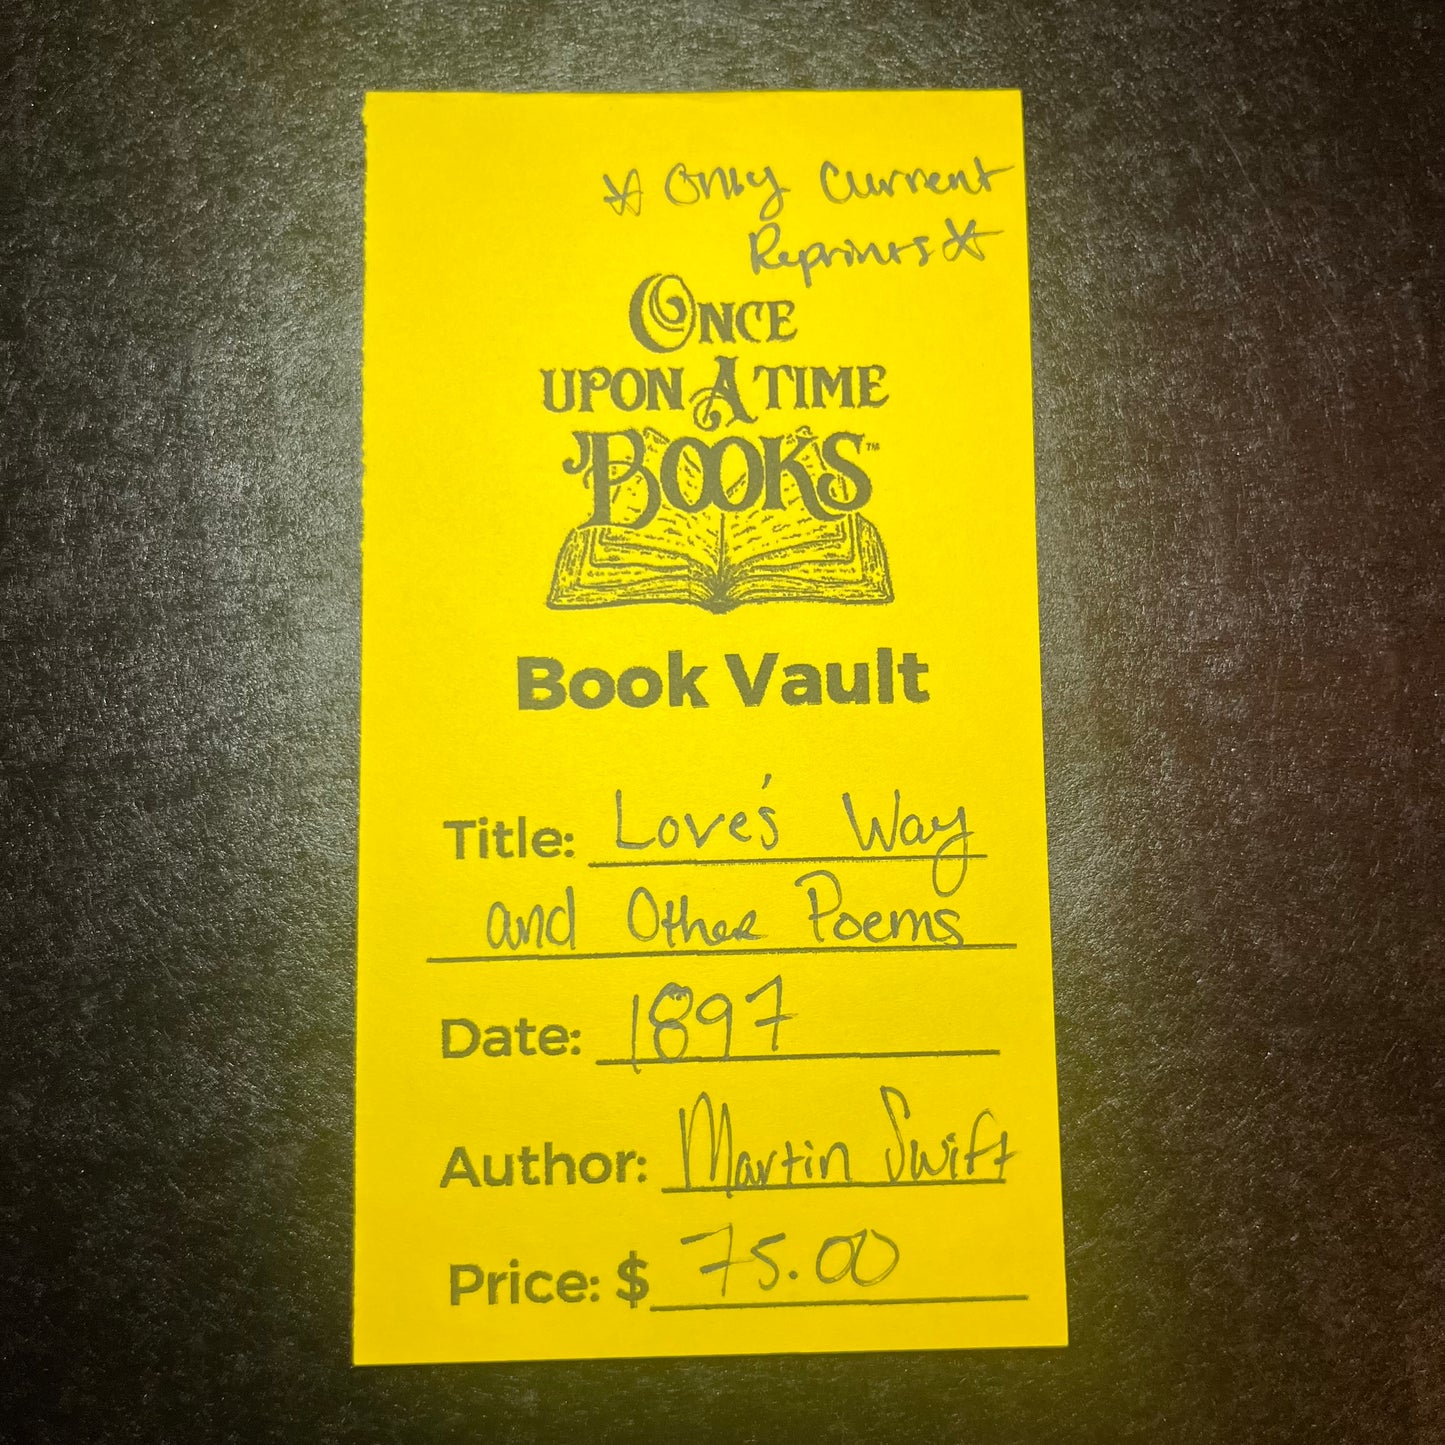 * Only Current
Reprints *
ONCE
UPON A TIME
BOOKS™
Book Vault
Title: Love's Way
and Other Poems
Date: 1897
Author: Martin Swift
Price: $ 75.00